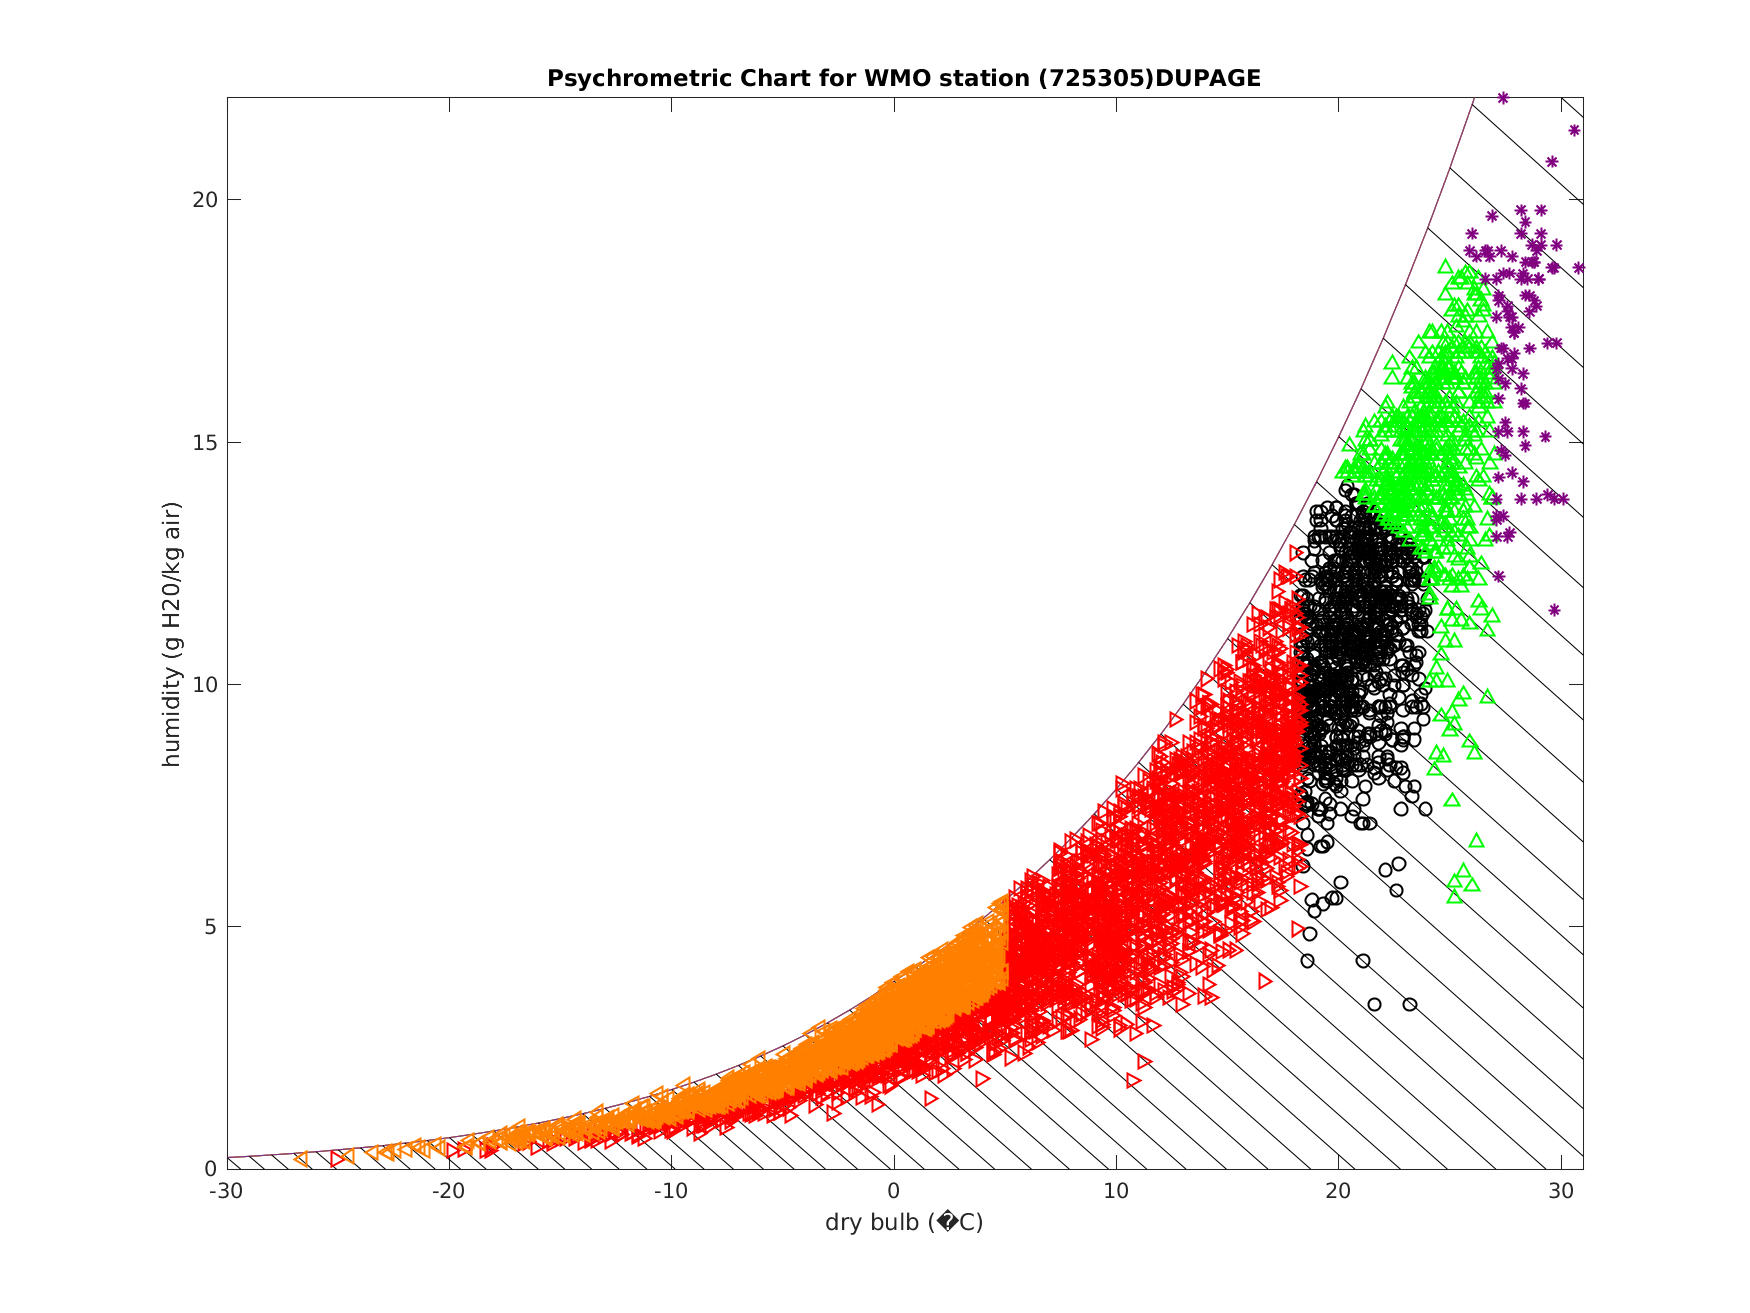 Psychrometric Chart for WMO station (725305)DUPAGE
20
15
10
5
0
humidity (g H20/kg air)
-30 -20 -10 0 10 20 30
dry bulb (�C)